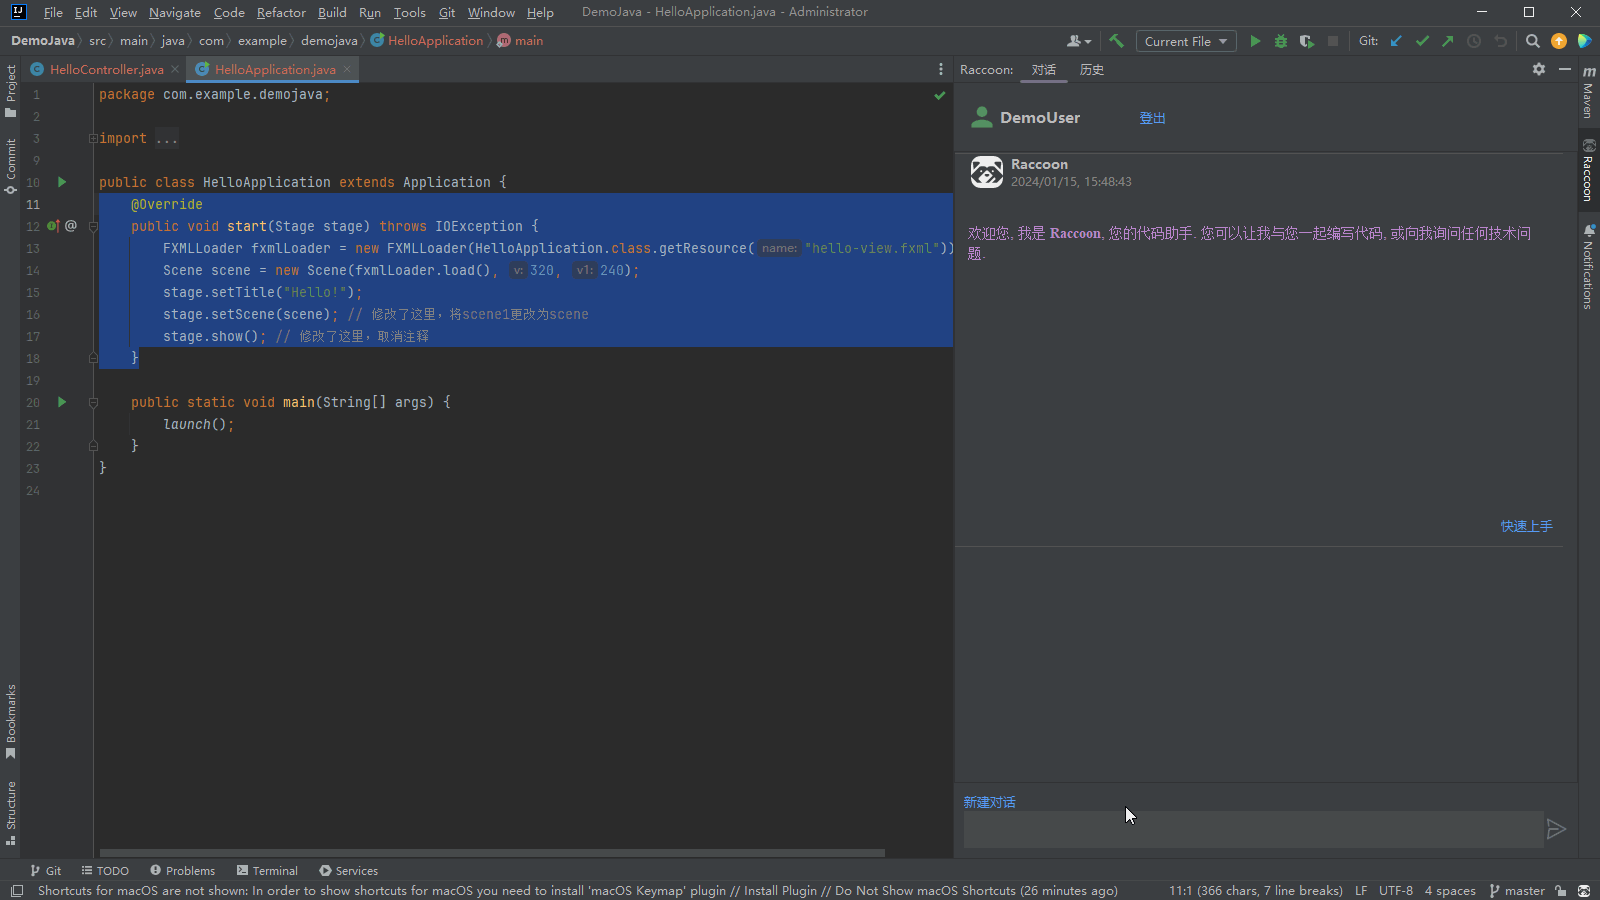 File Edit View Navigate Code Refactor Build Run Tools Git Window Help DemoJava - HelloApplication.java - Administrator
DemoJava src main java com example demojava HelloApplication main Current File Git:
Project
Commit
Bookmarks
Structure
HelloController.java HelloApplication.java
1 package com.example.demojava;
2
3 import ...
9
10 public class HelloApplication extends Application {
11 @Override
12 public void start(Stage stage) throws IOException {
13 FXMLLoader fxmlLoader = new FXMLLoader(HelloApplication.class.getResource( name: "hello-view.fxml"))
14 Scene scene = new Scene(fxmlLoader.load(), v: 320, v1: 240);
15 stage.setTitle("Hello!");
16 stage.setScene(scene); // 修改了这里，将scene1更改为scene
17 stage.show(); // 修改了这里，取消注释
18 }
19
20 public static void main(String[] args) {
21 launch();
22 }
23 }
24
Raccoon: 对话 历史
DemoUser 登出
Raccoon
2024/01/15, 15:48:43
欢迎您, 我是 Raccoon, 您的代码助手. 您可以让我与您一起编写代码, 或向我询问任何技术问
题.
快速上手
新建对话
Maven
Raccoon
Notifications
Git TODO Problems Terminal Services
Shortcuts for macOS are not shown: In order to show shortcuts for macOS you need to install 'macOS Keymap' plugin // Install Plugin // Do Not Show macOS Shortcuts (26 minutes ago) 11:1 (366 chars, 7 line breaks) LF UTF-8 4 spaces master